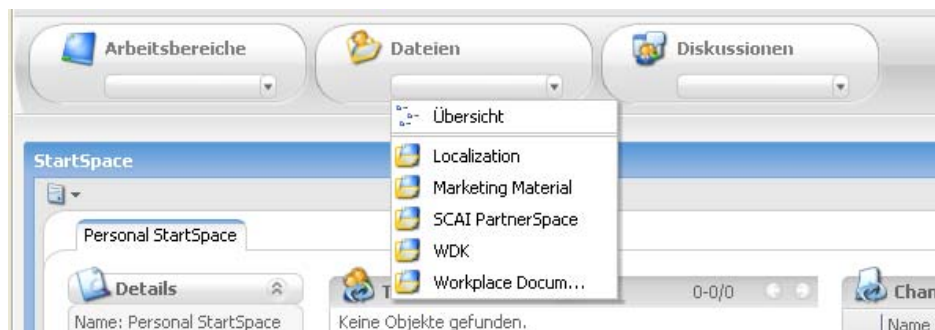 Arbeitsbereiche
Dateien
Diskussionen
Übersicht
StartSpace
Localization
Marketing Material
SCAI PartnerSpace
Personal StartSpace
WDK
Workplace Docum...
Details
0-0/0
Name: Personal StartSpace
Keine Objekte gefunden.
Name